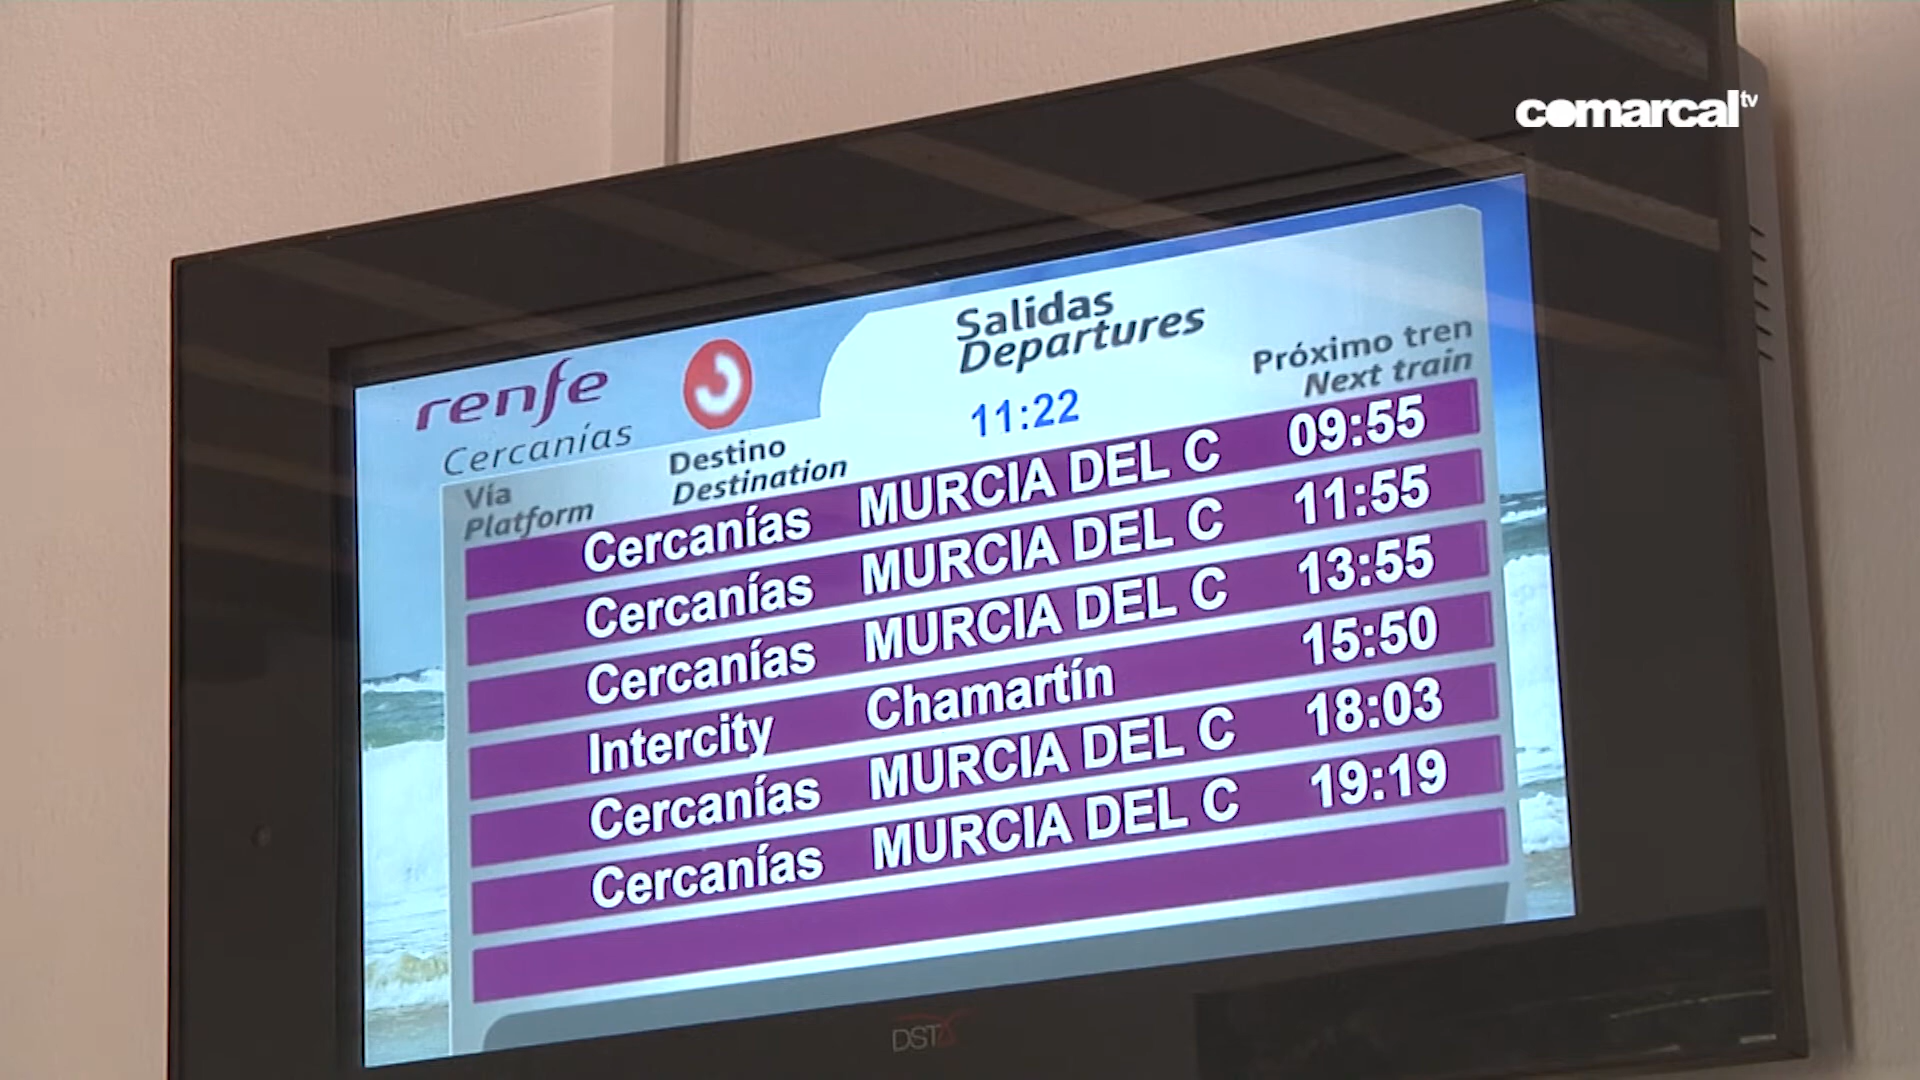 comarcal tv
renfe
Cercanías
Salidas
Departures
11:22
Próximo tren
Next train
Vía
Platform
Destino
Destination
Cercanías MURCIA DEL C 09:55
Cercanías MURCIA DEL C 11:55
Cercanías MURCIA DEL C 13:55
Intercity Chamartín 15:50
Cercanías MURCIA DEL C 18:03
Cercanías MURCIA DEL C 19:19
DST